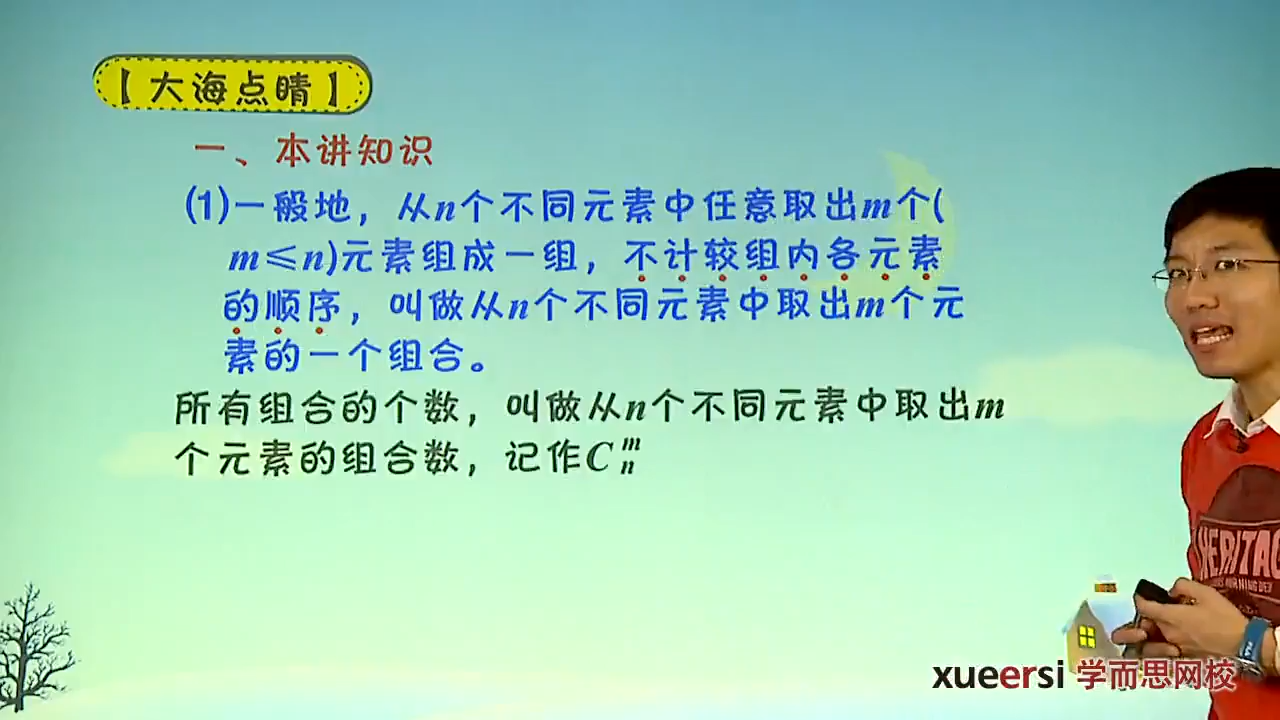 【大海点睛】
一、本讲知识
(1)一般地，从n个不同元素中任意取出m个(
m≤n)元素组成一组，不计较组内各元素
的顺序，叫做从n个不同元素中取出m个元
素的一个组合。
所有组合的个数，叫做从n个不同元素中取出m
个元素的组合数，记作C m n
HERITAG
xueersi 学而思网校